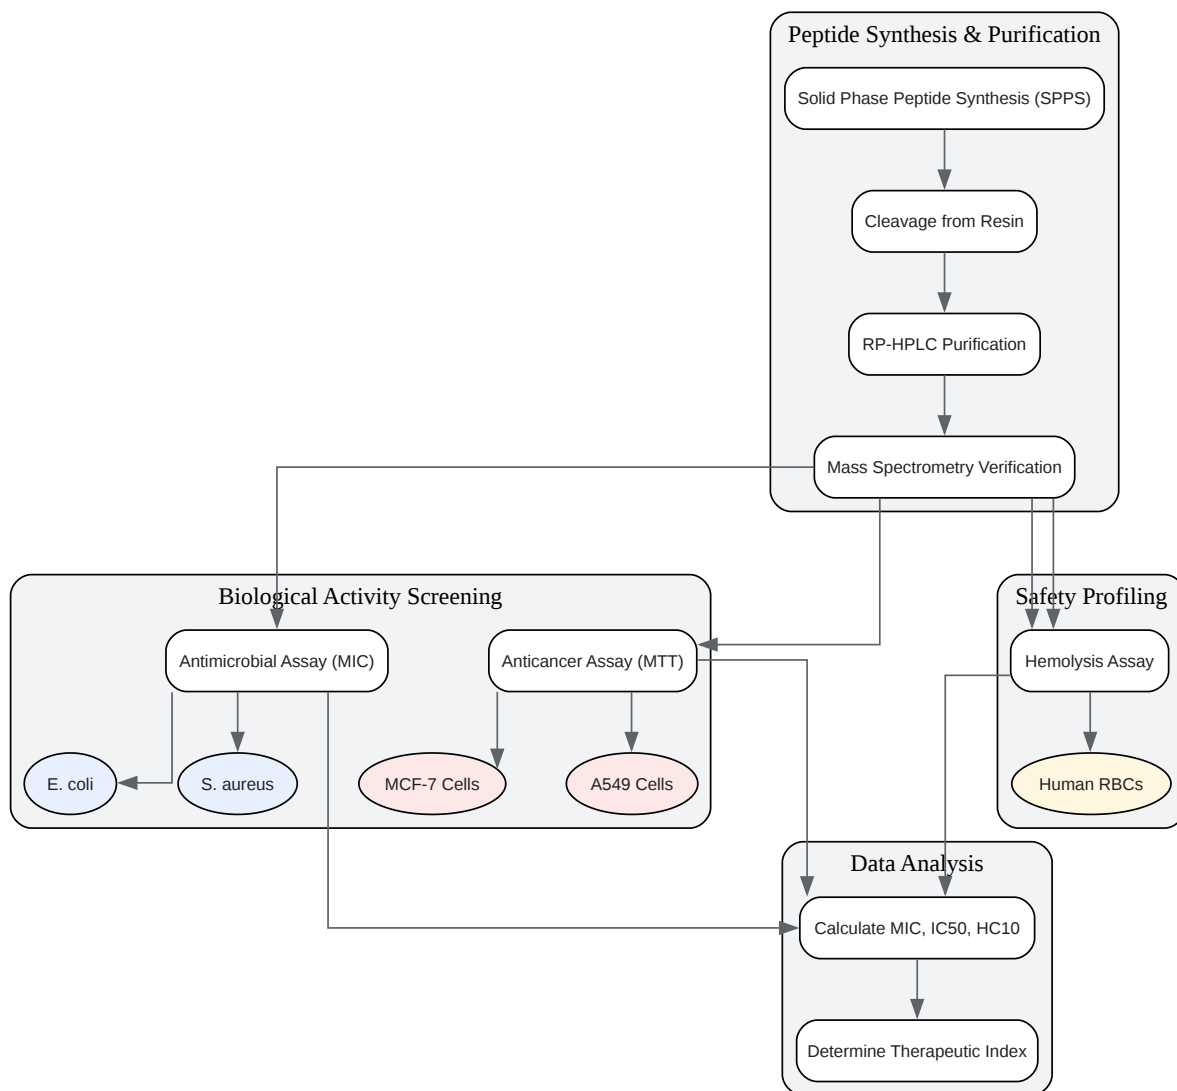 Peptide Synthesis & Purification
Solid Phase Peptide Synthesis (SPPS)
Cleavage from Resin
RP-HPLC Purification
Mass Spectrometry Verification
Biological Activity Screening
Antimicrobial Assay (MIC)
Anticancer Assay (MTT)
E. coli
S. aureus
MCF-7 Cells
A549 Cells
Safety Profiling
Hemolysis Assay
Human RBCs
Data Analysis
Calculate MIC, IC50, HC10
Determine Therapeutic Index